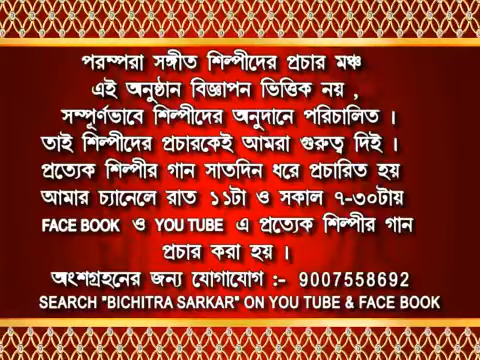 পরম্পরা সঙ্গীত শিল্পীদের প্রচার মঞ্চ
এই অনুষ্ঠান বিজ্ঞাপন ভিত্তিক নয় ,
সম্পূর্ণভাবে শিল্পীদের অনুদানে পরিচালিত ।
তাই শিল্পীদের প্রচারকেই আমরা গুরুত্ব দিই ।
প্রত্যেক শিল্পীর গান সাতদিন ধরে প্রচারিত হয়
আমার চ্যানেলে রাত ১১টা ও সকাল ৭-৩০টায়
FACE BOOK ও YOU TUBE এ প্রত্যেক শিল্পীর গান
প্রচার করা হয় ।
অংশগ্রহনের জন্য যোগাযোগ :- 9007558692
SEARCH "BICHITRA SARKAR" ON YOU TUBE & FACE BOOK